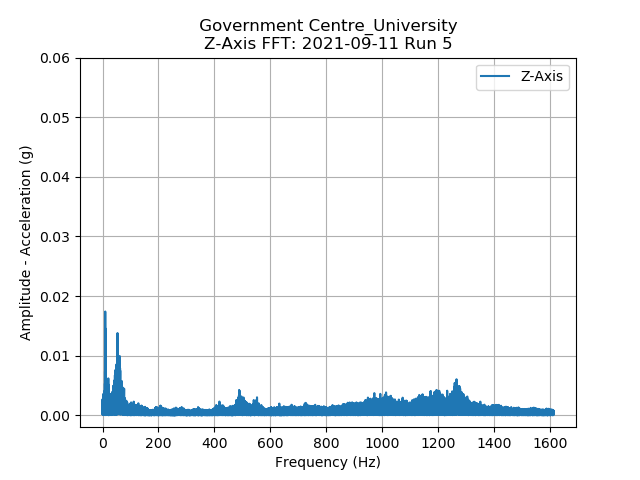 Government Centre_University
Z-Axis FFT: 2021-09-11 Run 5
Z-Axis
0.06
0.05
0.04
0.03
0.02
0.01
0.00
Amplitude - Acceleration (g)
0 200 400 600 800 1000 1200 1400 1600
Frequency (Hz)